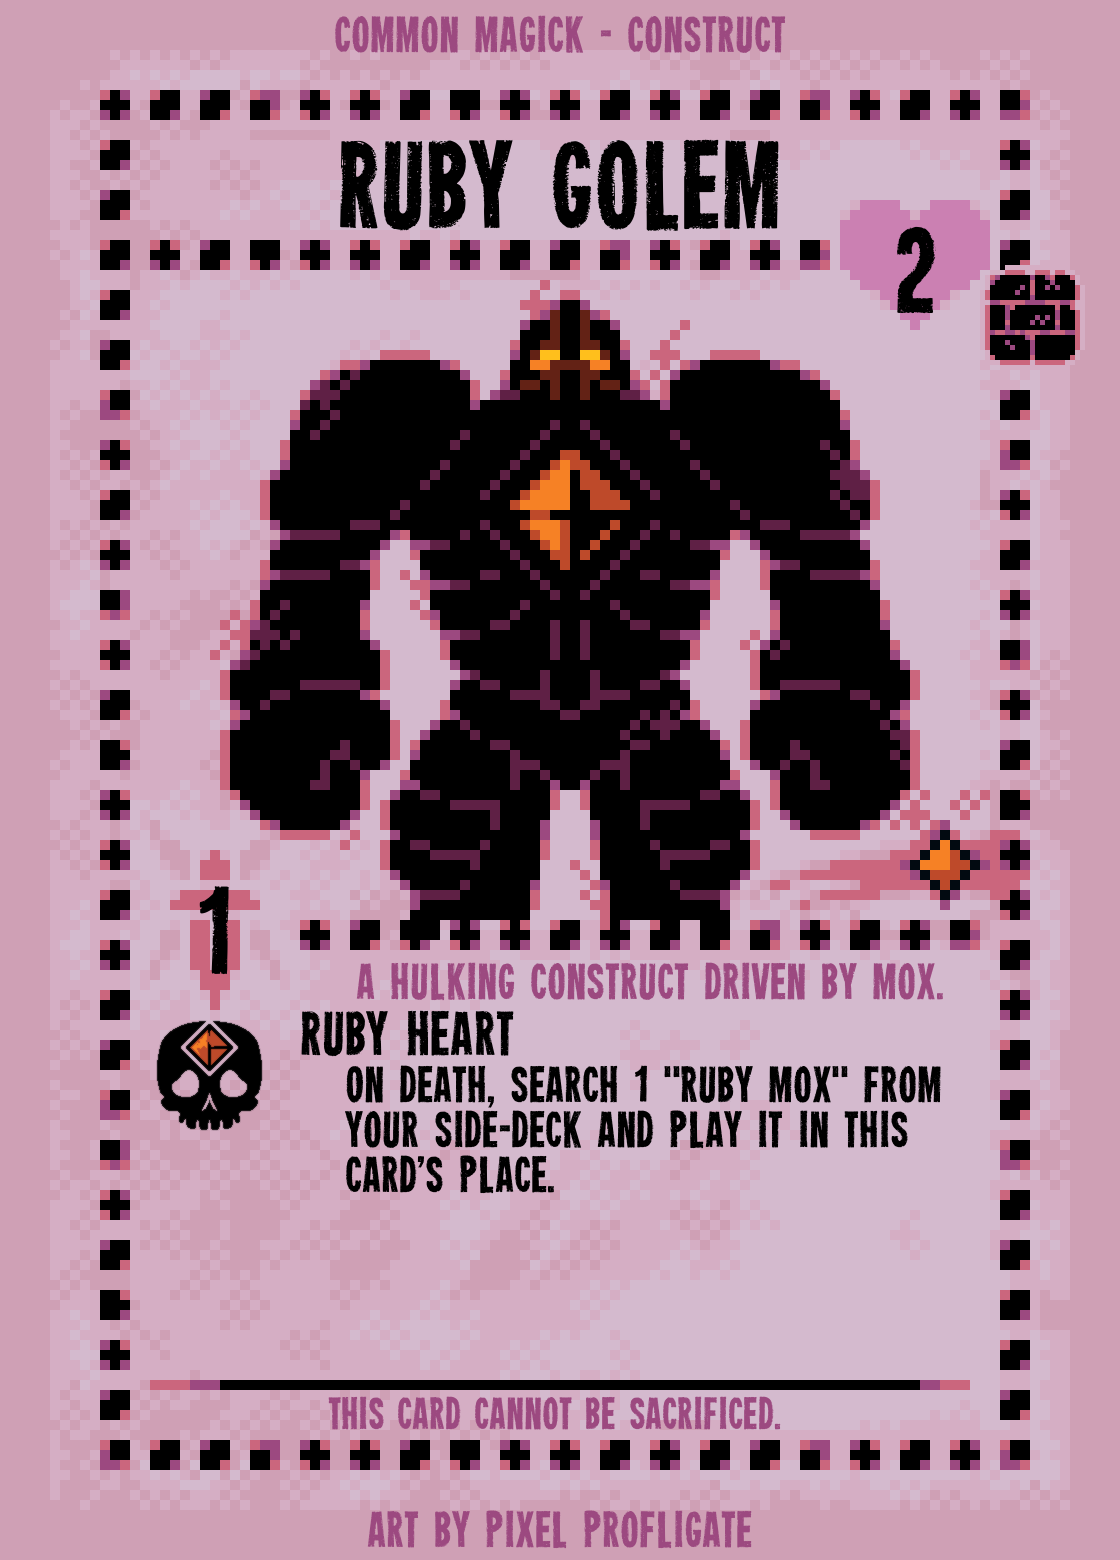 COMMON MAGICK - CONSTRUCT
RUBY GOLEM
2
1
A HULKING CONSTRUCT DRIVEN BY MOX.
RUBY HEART
ON DEATH, SEARCH 1 "RUBY MOX" FROM
YOUR SIDE-DECK AND PLAY IT IN THIS
CARD'S PLACE.
THIS CARD CANNOT BE SACRIFICED.
ART BY PIXEL PROFLIGATE